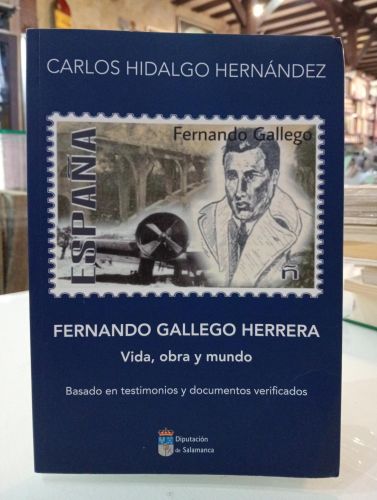 CARLOS HIDALGO HERNÁNDEZ
Fernando Gallego
ESPAÑA
FERNANDO GALLEGO HERRERA
Vida, obra y mundo
Basado en testimonios y documentos verificados
Diputación
de Salamanca